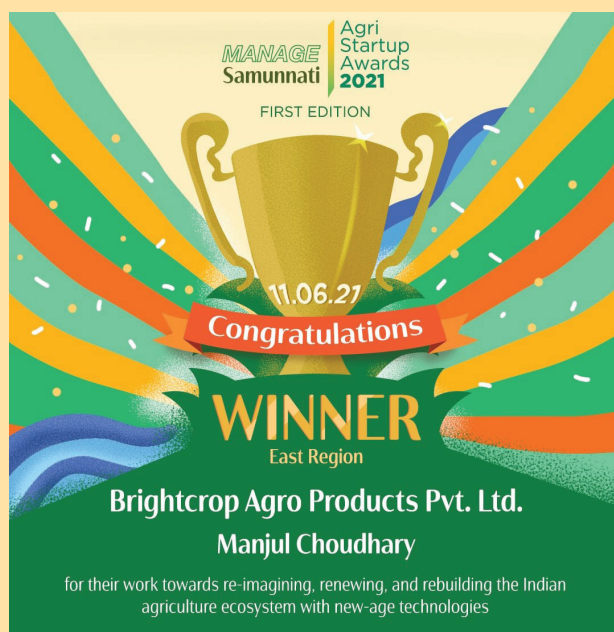 MANAGE
Samunnati
Agri
Startup
Awards
2021
FIRST EDITION
11.06.21
Congratulations
WINNER
East Region
Brightcrop Agro Products Pvt. Ltd.
Manjul Choudhary
for their work towards re-imagining, renewing, and rebuilding the Indian
agriculture ecosystem with new-age technologies